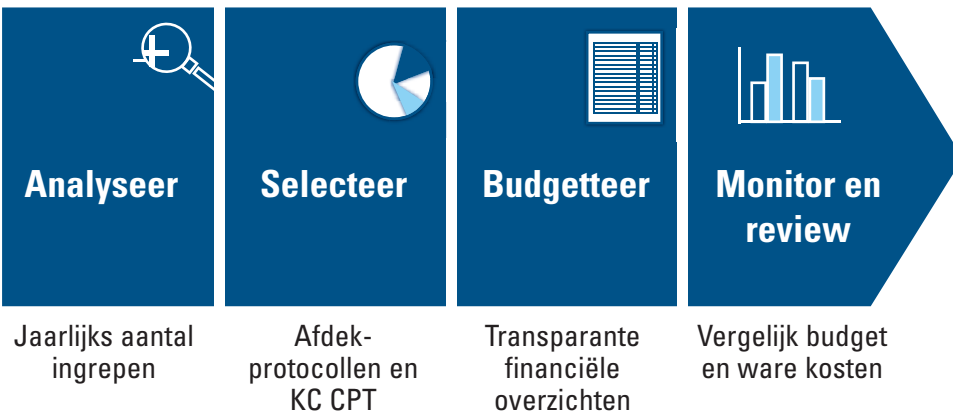 Analyseer
Jaarlijks aantal
ingrepen
Selecteer
Afdek-
protocollen en
KC CPT
Budgetteer
Transparante
financiële
overzichten
Monitor en
review
Vergelijk budget
en ware kosten